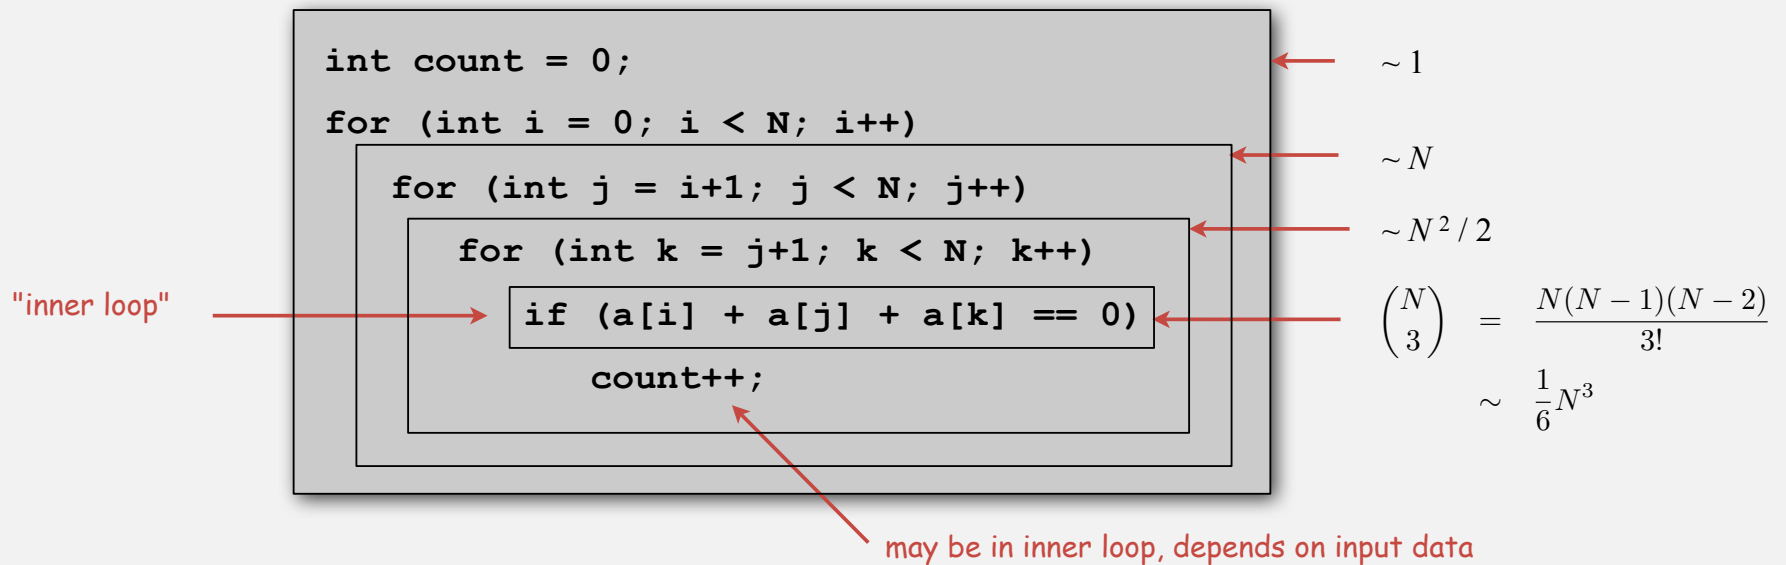 int count = 0;
~ 1
for (int i = 0; i < N; i++)
~ N
for (int j = i+1; j < N; j++)
~ N² / 2
for (int k = j+1; k < N; k++)
"inner loop"
if (a[i] + a[j] + a[k] == 0)
(N 3) = N(N − 1)(N − 2) / 3!
count++;
~ 1/6 N³
may be in inner loop, depends on input data